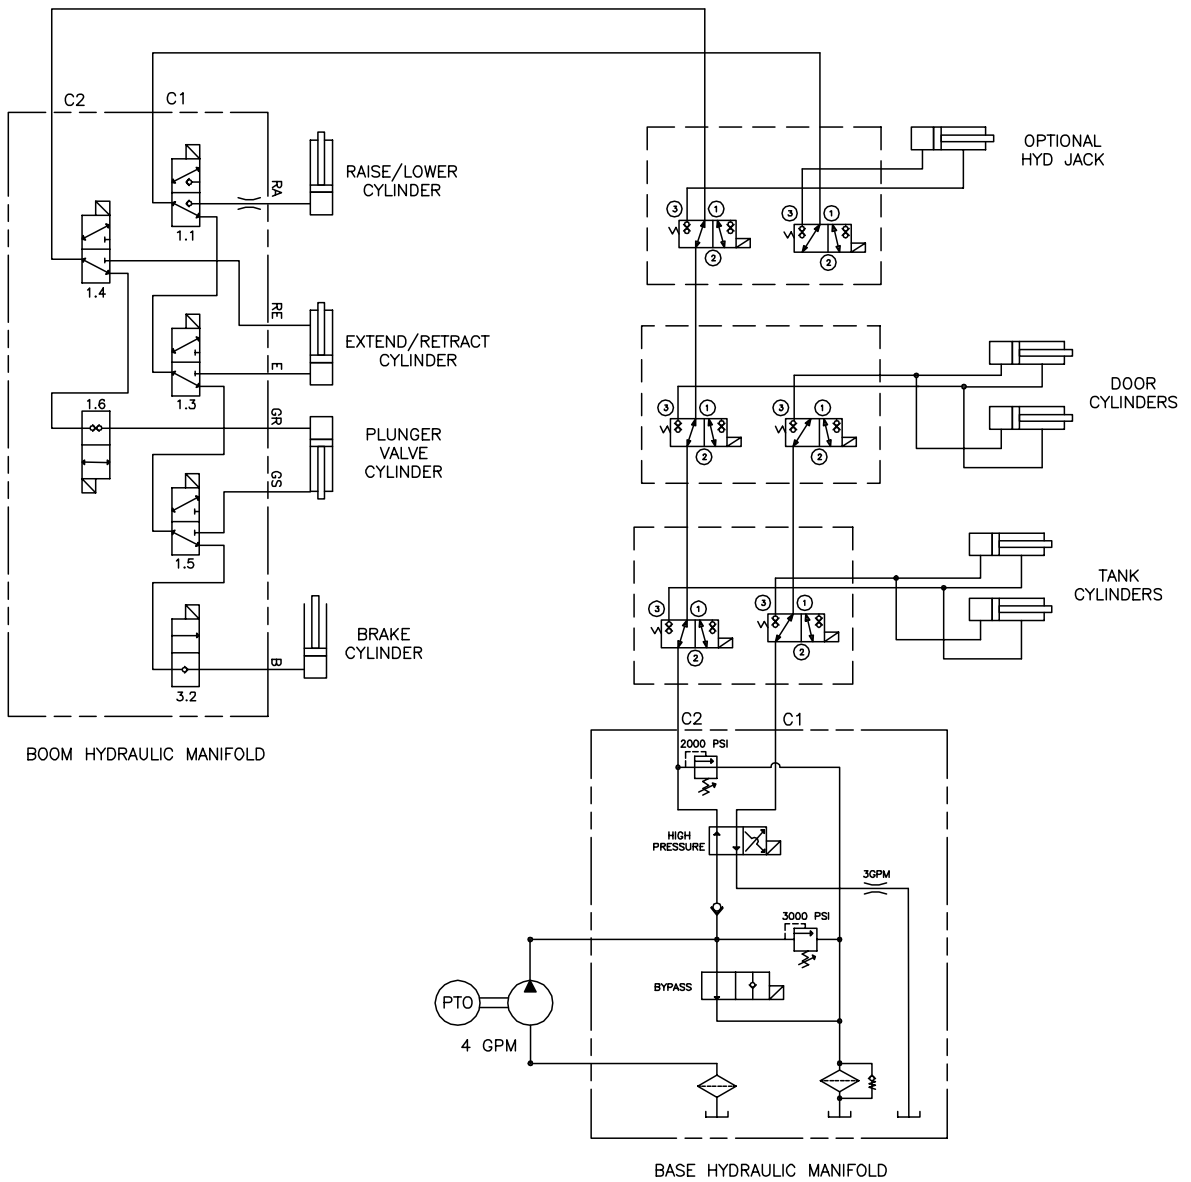 C2
C1
RA
RAISE/LOWER
CYLINDER
1.1
1.4
RE
EXTEND/RETRACT
CYLINDER
E
1.3
1.6
GR
PLUNGER
VALVE
CYLINDER
GS
1.5
BRAKE
CYLINDER
B
3.2
BOOM HYDRAULIC MANIFOLD
OPTIONAL
HYD JACK
3
1
3
1
2
2
DOOR
CYLINDERS
3
1
3
1
2
2
TANK
CYLINDERS
3
1
3
1
2
2
C2
C1
2000 PSI
HIGH
PRESSURE
3GPM
3000 PSI
BYPASS
PTO
4 GPM
BASE HYDRAULIC MANIFOLD